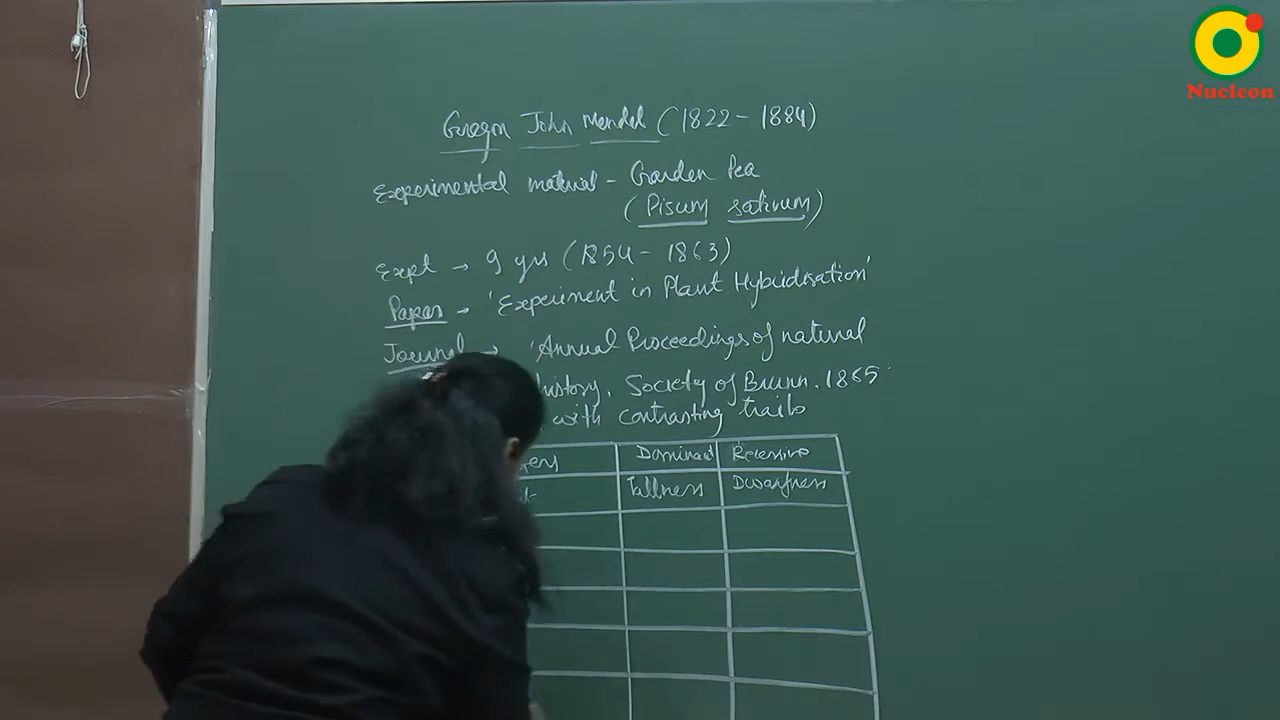 Gregor John Mendel (1822 - 1884)
Experimental material - Garden Pea
(Pisum sativum)
Expt → 9 yrs (1854 - 1863)
Paper → 'Experiment in Plant Hybridisation'
Journal → 'Annual Proceedings of natural
history, Society of Brunn. 1865
with contrasting traits
Dominant Recessive
Tallness Dwarfness
Nucleon